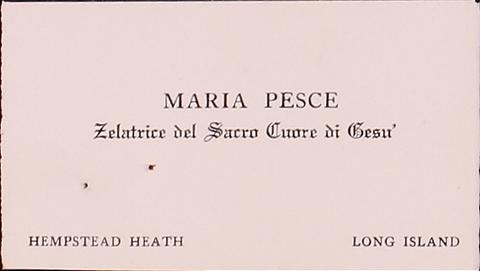 MARIA PESCE
Zelatrice del Sacro Cuore di Gesu'
HEMPSTEAD HEATH LONG ISLAND